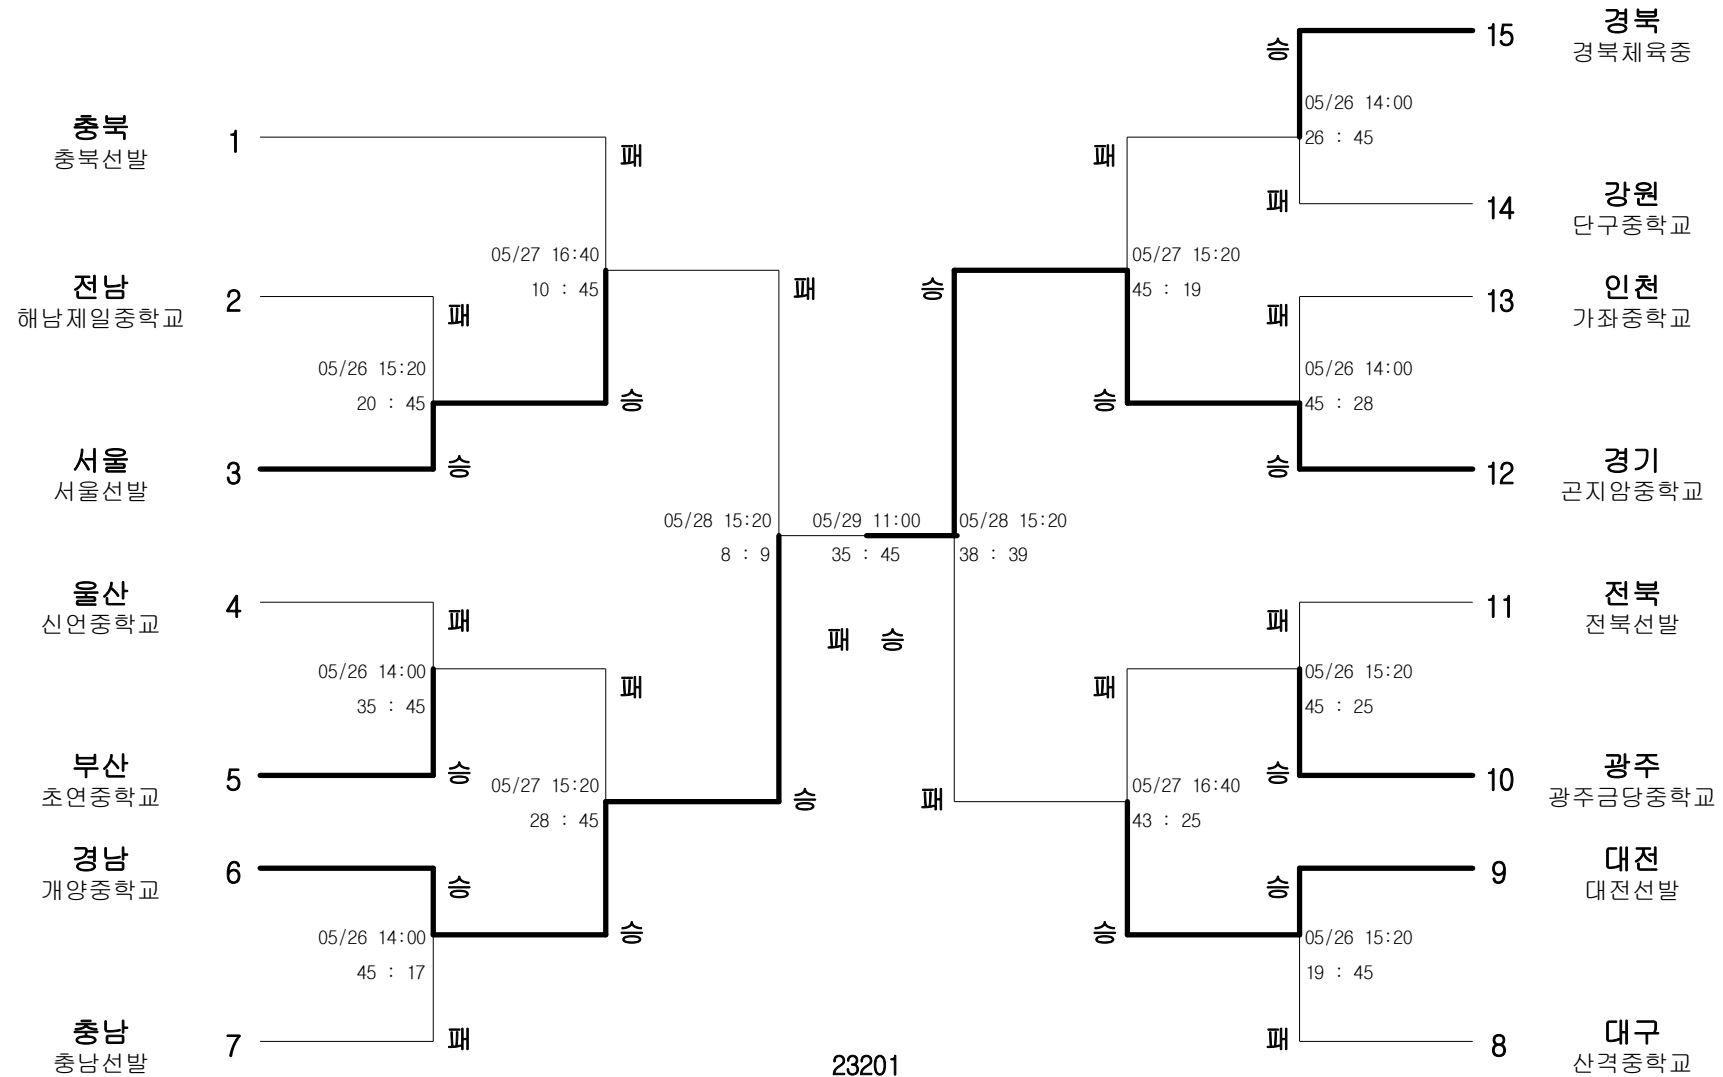 경북
승
15
경북체육중
05/26 14:00
충북
1
26 : 45
충북선발
패
패
강원
패
14
단구중학교
05/27 16:40
05/27 15:20
전남
2
10 : 45
패
승
45 : 19
인천
13
해남제일중학교
패
패
가좌중학교
05/26 15:20
05/26 14:00
20 : 45
승
승
45 : 28
서울
3
승
승
12
경기
서울선발
곤지암중학교
05/28 15:20
05/29 11:00
05/28 15:20
8 : 9
35 : 45
38 : 39
울산
4
11
전북
신언중학교
패
패
전북선발
패 승
05/26 14:00
05/26 15:20
35 : 45
패
패
45 : 25
부산
5
승
승
10
광주
초연중학교
광주금당중학교
05/27 15:20
승
패
05/27 16:40
28 : 45
43 : 25
경남
6
9
대전
개양중학교
승
승
대전선발
05/26 14:00
승
승
05/26 15:20
45 : 17
19 : 45
충남
7
패
패
8
대구
충남선발
산격중학교
23201